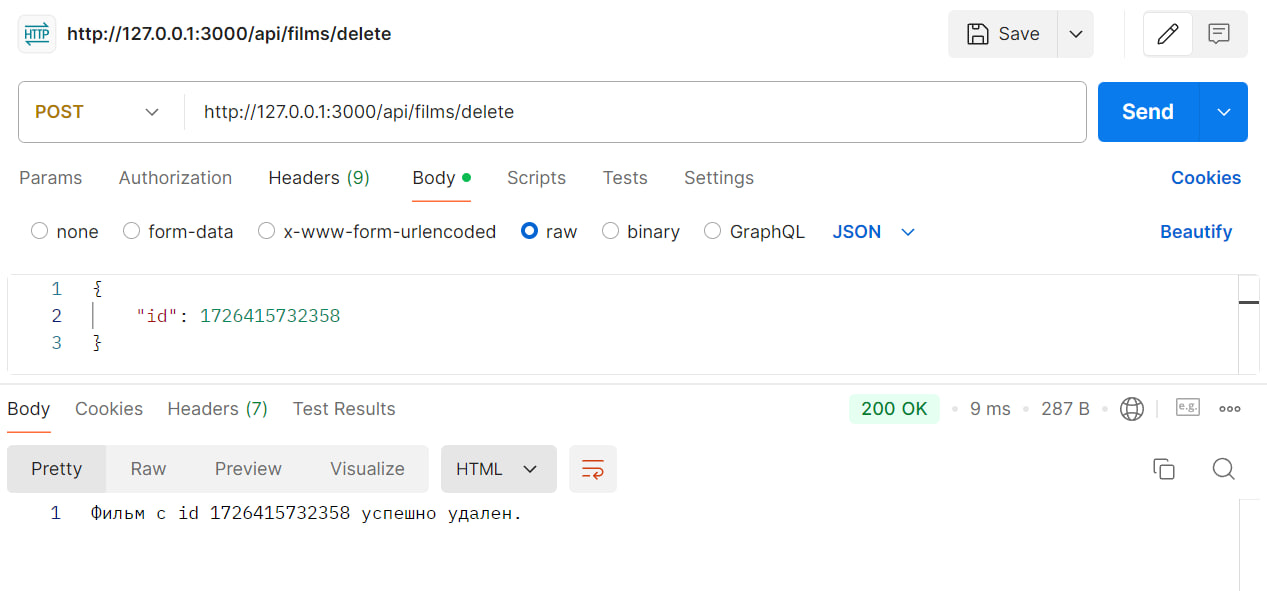 HTTP http://127.0.0.1:3000/api/films/delete Save
POST http://127.0.0.1:3000/api/films/delete Send
Params Authorization Headers (9) Body Scripts Tests Settings Cookies
none form-data x-www-form-urlencoded raw binary GraphQL JSON Beautify
1 {
2 "id": 1726415732358
3 }
Body Cookies Headers (7) Test Results 200 OK 9 ms 287 B e.g.
Pretty Raw Preview Visualize HTML
1 Фильм с id 1726415732358 успешно удален.